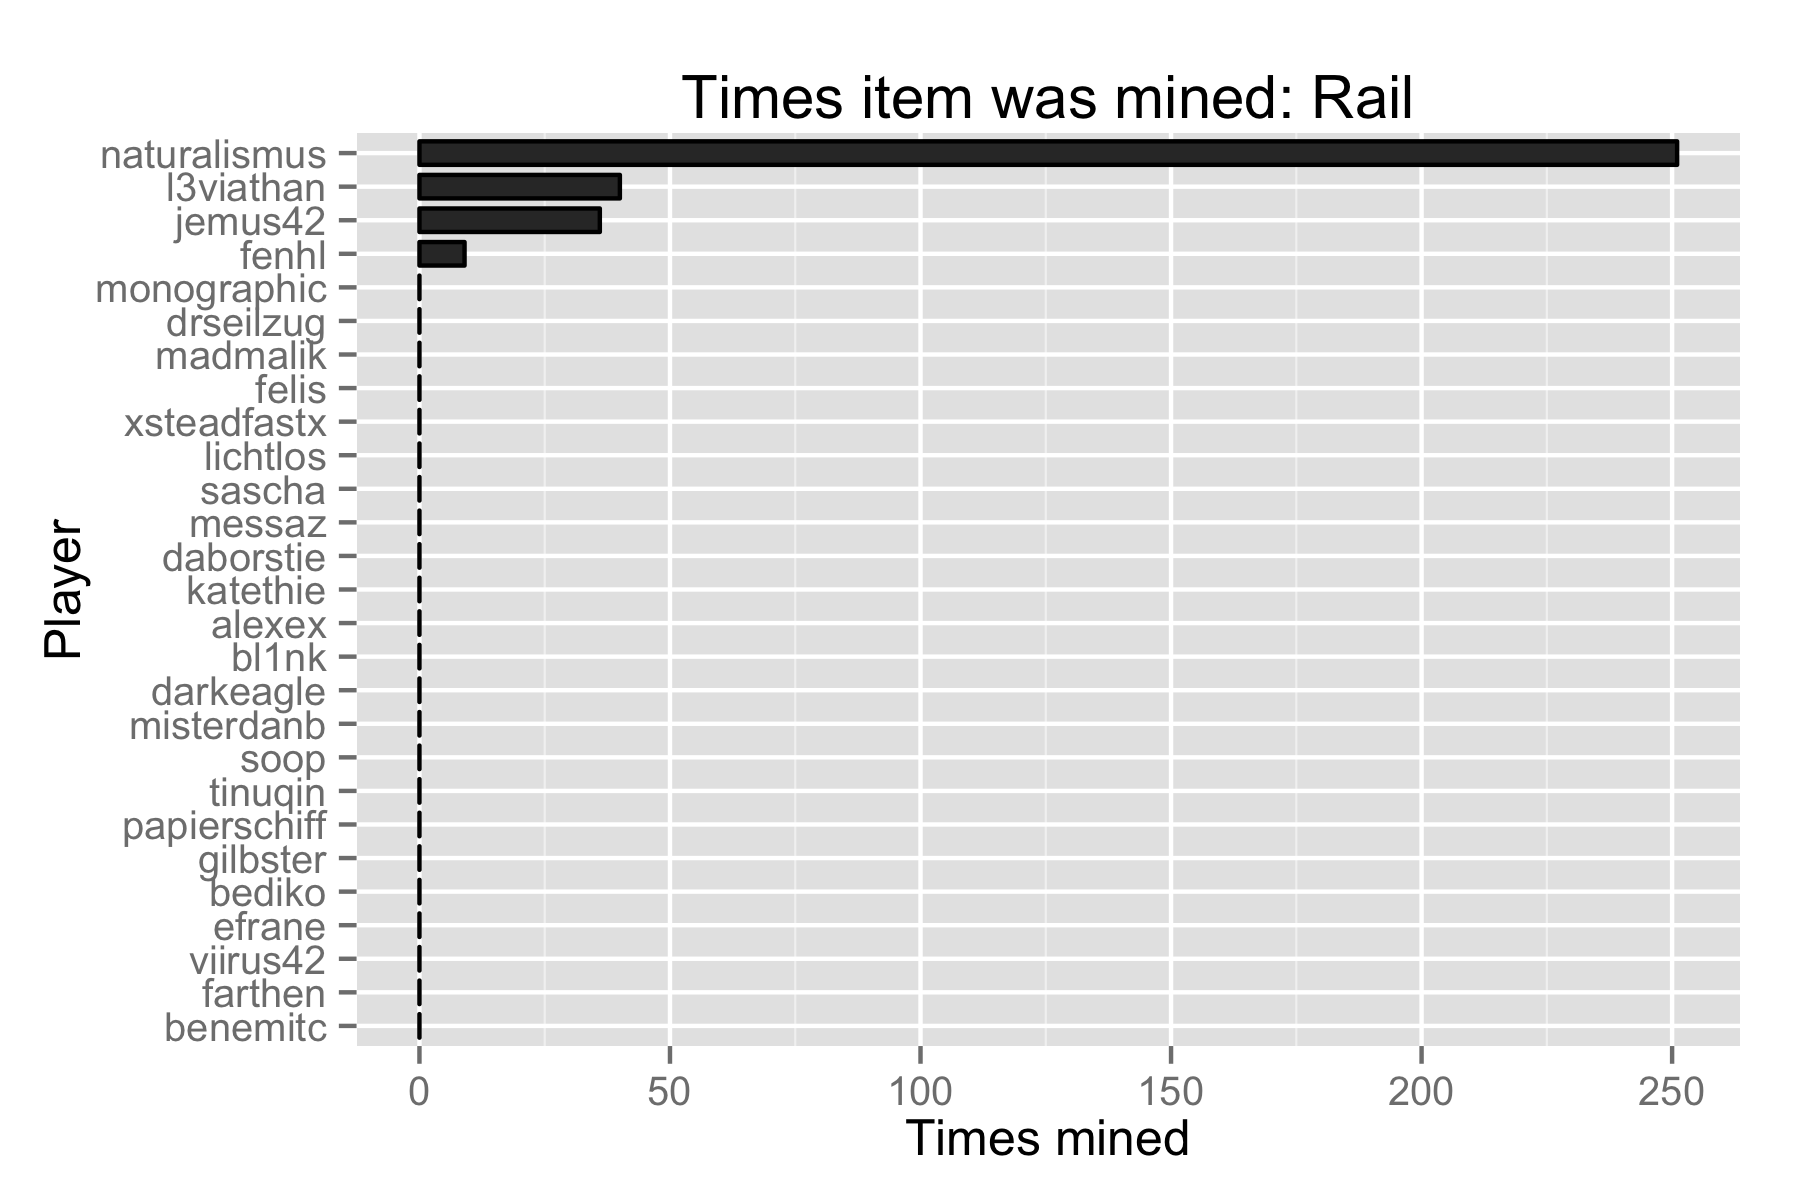 Times item was mined: Rail
naturalismus
l3viathan
jemus42
fenhl
monographic
drseilzug
madmalik
felis
xsteadfastx
lichtlos
sascha
messaz
daborstie
katethie
alexex
bl1nk
darkeagle
misterdanb
soop
tinuqin
papierschiff
gilbster
bediko
efrane
viirus42
farthen
benemitc
Player
0 50 100 150 200 250
Times mined